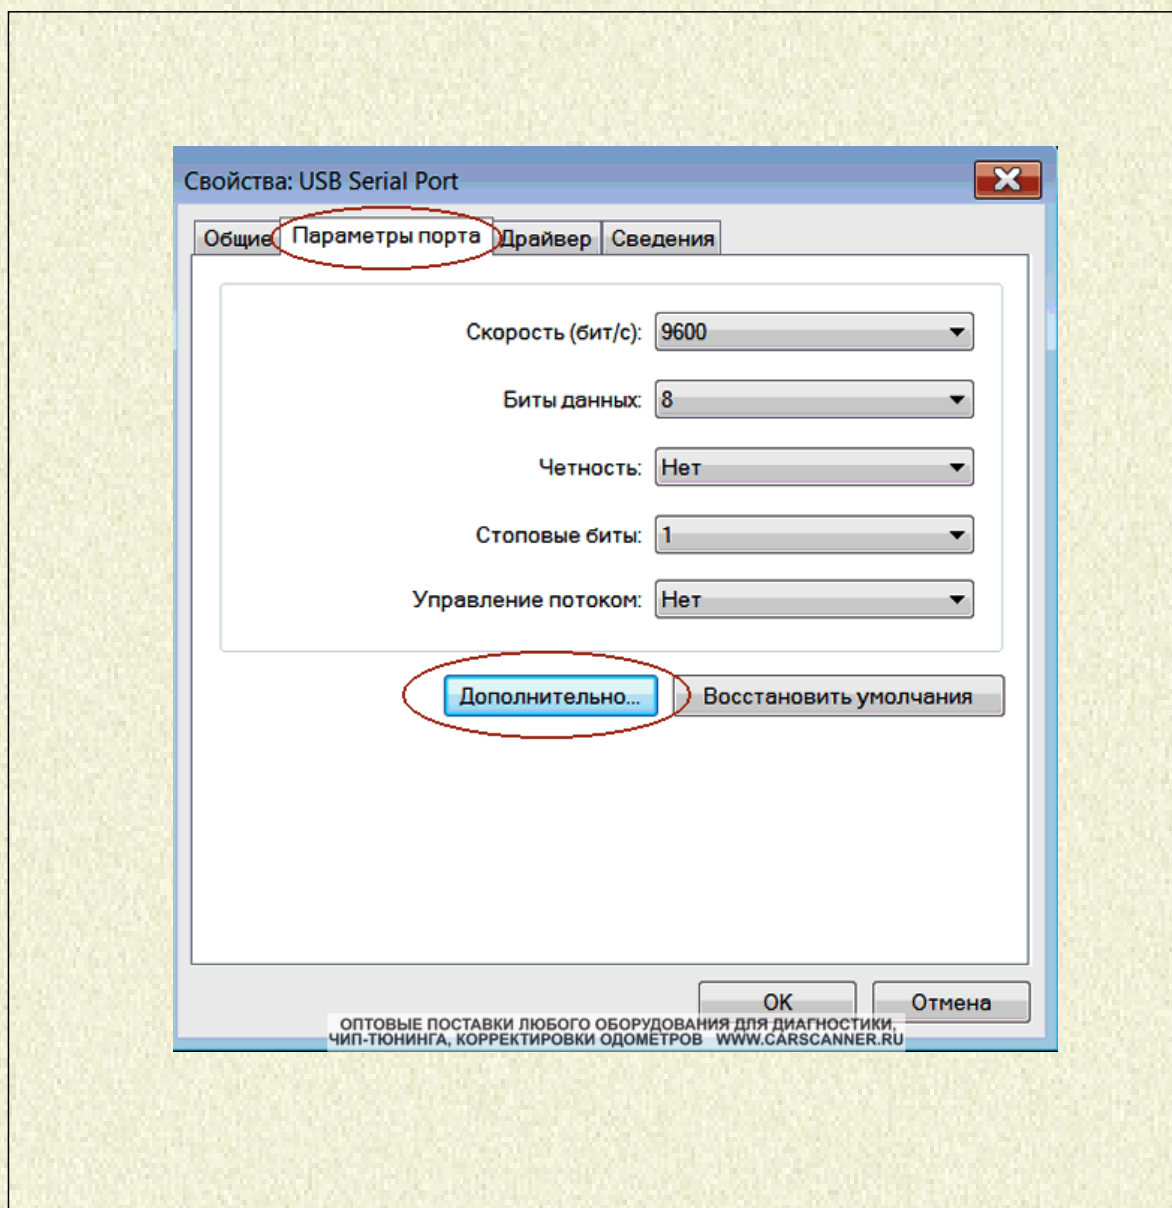 Свойства: USB Serial Port
Общие Параметры порта Драйвер Сведения
Скорость (бит/с): 9600
Биты данных: 8
Четность: Нет
Стоповые биты: 1
Управление потоком: Нет
Дополнительно... Восстановить умолчания
OK Отмена
ОПТОВЫЕ ПОСТАВКИ ЛЮБОГО ОБОРУДОВАНИЯ ДЛЯ ДИАГНОСТИКИ,
ЧИП-ТЮНИНГА, КОРРЕКТИРОВКИ ОДОМЕТРОВ WWW.CARSCANNER.RU